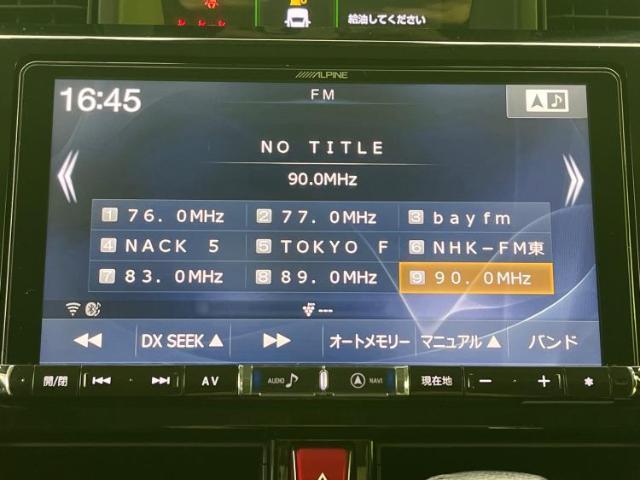 給油してください
ALPINE
16:45
FM
NO TITLE
90.0MHz
1 76.0MHz 2 77.0MHz 3 bayfm
4 NACK 5 5 TOKYO F 6 NHK-FM東
7 83.0MHz 8 89.0MHz 9 90.0MHz
---
DX SEEK ▲ オートメモリー マニュアル ▲ バンド
開/閉 AV AUDIO NAVI 現在地 − + ✱